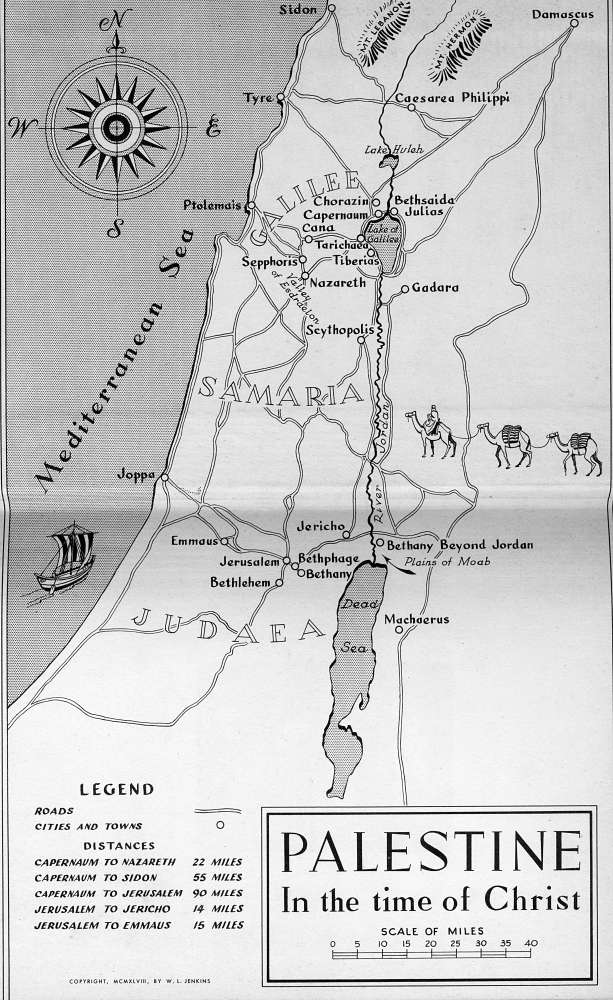 Sidon
MT. LEBANON
MT. HERMON
Damascus
N
W
E
S
Tyre
Caesarea Philippi
Lake Huleh
GALILEE
Ptolemais
Chorazin
Bethsaida
Julias
Capernaum
Cana
Lake of
Galilee
Tarichaea
Sepphoris
Tiberias
Nazareth
Valley
of Esdraelon
Gadara
Scythopolis
Mediterranean Sea
SAMARIA
River Jordan
Joppa
Jericho
Emmaus
Bethany Beyond Jordan
Jerusalem
Bethphage
Plains of Moab
Bethany
Bethlehem
Dead
Sea
JUDAEA
Machaerus
LEGEND
ROADS
CITIES AND TOWNS
DISTANCES
CAPERNAUM TO NAZARETH 22 MILES
CAPERNAUM TO SIDON 55 MILES
CAPERNAUM TO JERUSALEM 90 MILES
JERUSALEM TO JERICHO 14 MILES
JERUSALEM TO EMMAUS 15 MILES
PALESTINE
In the time of Christ
SCALE OF MILES
0 5 10 15 20 25 30 35 40
COPYRIGHT, MCMXLVIII, BY W. L. JENKINS